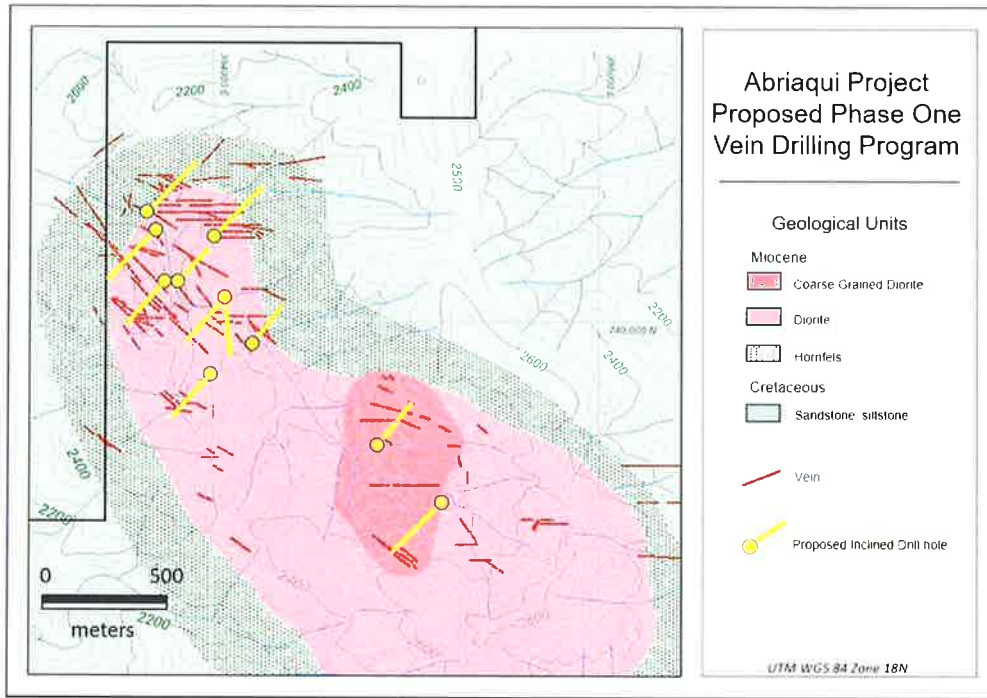 Abriaqui Project
Proposed Phase One
Vein Drilling Program
Geological Units
Miocene
Coarse Grained Diorite
Diorite
Hornfels
Cretaceous
Sandstone, siltstone
Vein
Proposed Inclined Drill hole
UTM WGS 84 Zone 18N
2200
2400
2500
2200
2600
2400
2400
2200
2200
2400
0 500
meters